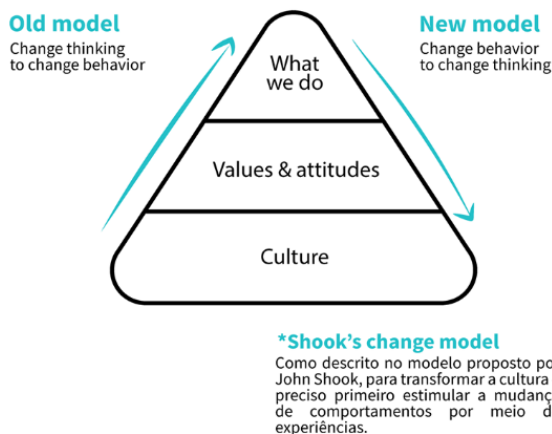 Old model
Change thinking
to change behavior
New model
Change behavior
to change thinking
What
we do
Values & attitudes
Culture
*Shook's change model
Como descrito no modelo proposto po
John Shook, para transformar a cultura
preciso primeiro estimular a mudanç
de comportamentos por meio d
experiências.